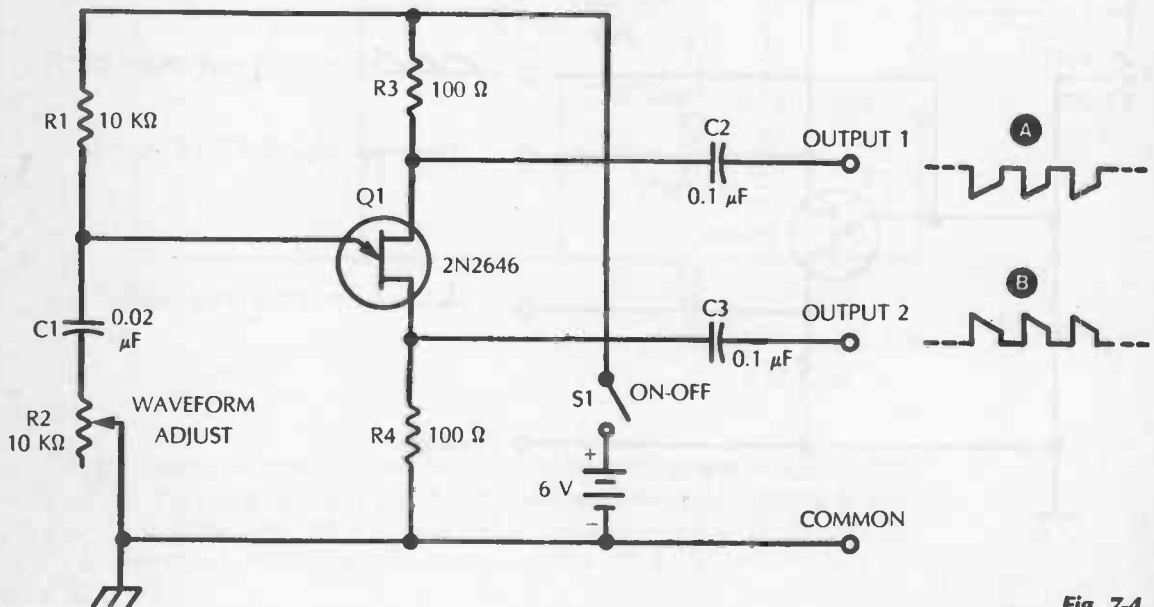 R3
100 Ω
R1
10 KΩ
C2
OUTPUT 1
A
0.1 μF
Q1
2N2646
B
C3
OUTPUT 2
0.1 μF
C1
0.02
μF
S1
ON-OFF
WAVEFORM
ADJUST
R2
10 KΩ
R4
100 Ω
+
6 V
−
COMMON
Fig. 7-4